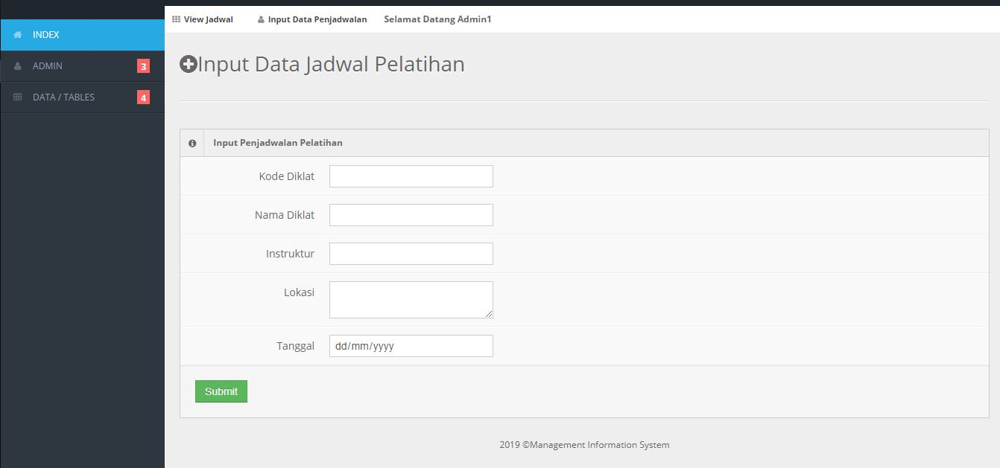 View Jadwal Input Data Penjadwalan Selamat Datang Admin1
INDEX
ADMIN 3
DATA / TABLES 4
Input Data Jadwal Pelatihan
Input Penjadwalan Pelatihan
Kode Diklat
Nama Diklat
Instruktur
Lokasi
Tanggal dd/mm/yyyy
Submit
2019 ©Management Information System